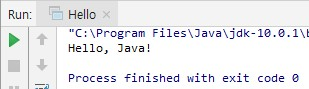 Run: Hello
"C:\Program Files\Java\jdk-10.0.1\b
Hello, Java!
Process finished with exit code 0